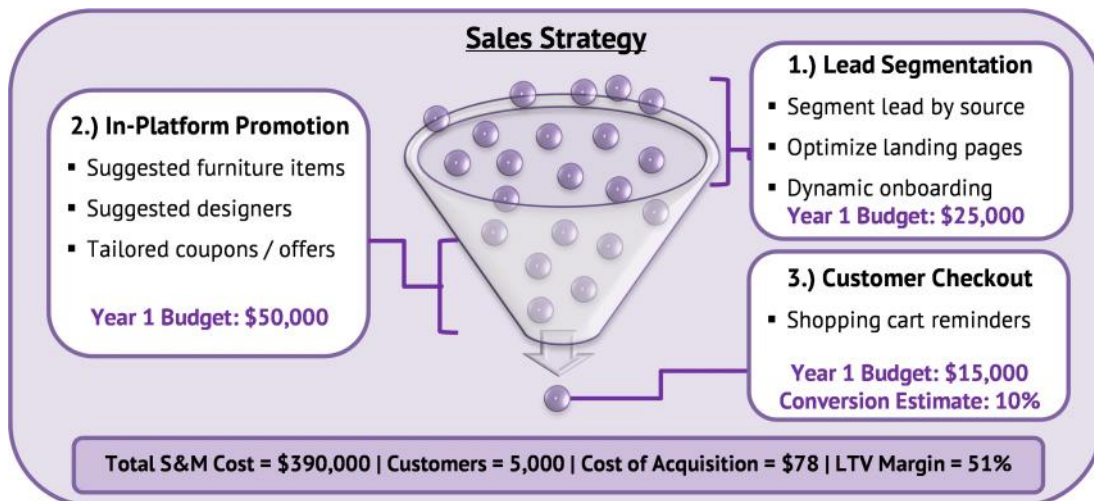 Sales Strategy
1.) Lead Segmentation
▪ Segment lead by source
▪ Optimize landing pages
▪ Dynamic onboarding
Year 1 Budget: $25,000
2.) In-Platform Promotion
▪ Suggested furniture items
▪ Suggested designers
▪ Tailored coupons / offers
Year 1 Budget: $50,000
3.) Customer Checkout
▪ Shopping cart reminders
Year 1 Budget: $15,000
Conversion Estimate: 10%
Total S&M Cost = $390,000 | Customers = 5,000 | Cost of Acquisition = $78 | LTV Margin = 51%